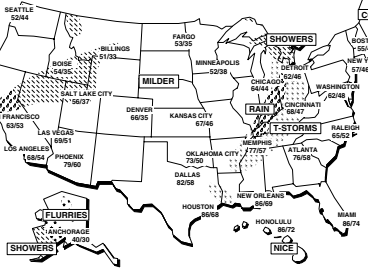 SEATTLE
52/44
FARGO
53/35
SHOWERS
C
BILLINGS
51/33
BOISE
54/35
MINNEAPOLIS
52/38
DETROIT
62/46
BOST
55/4
NEW Y
57/46
MILDER
CHICAGO
64/44
WASHINGTON
62/48
SALT LAKE CITY
56/37
DENVER
66/35
KANSAS CITY
67/46
RAIN
CINCINNATI
68/47
FRANCISCO
63/53
T-STORMS
RALEIGH
65/52
LAS VEGAS
69/51
LOS ANGELES
68/54
PHOENIX
79/60
OKLAHOMA CITY
73/50
MEMPHIS
77/57
ATLANTA
76/58
DALLAS
82/58
HOUSTON
86/68
NEW ORLEANS
86/69
MIAMI
86/74
FLURRIES
ANCHORAGE
40/30
SHOWERS
HONOLULU
86/72
NICE